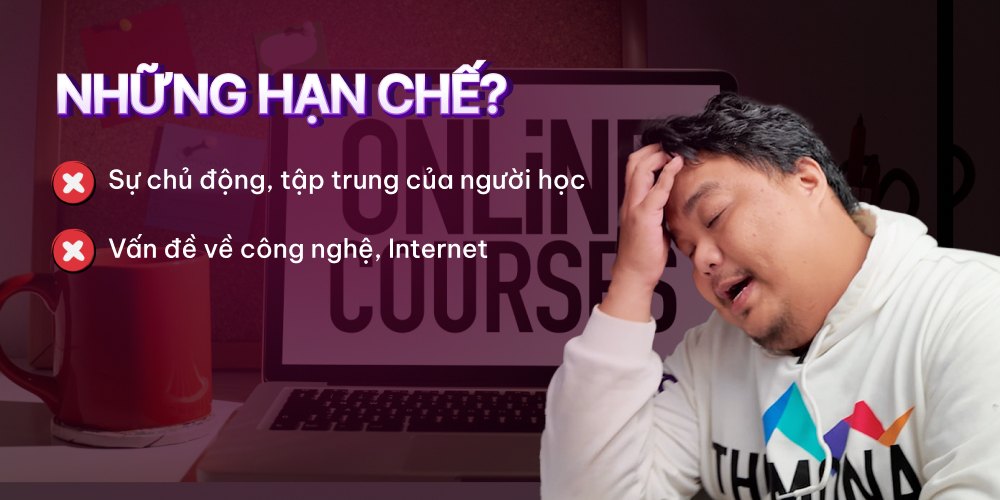 NHỮNG HẠN CHẾ?
Sự chủ động, tập trung của người học
Vấn đề về công nghệ, Internet
ONLiNE
COURSES